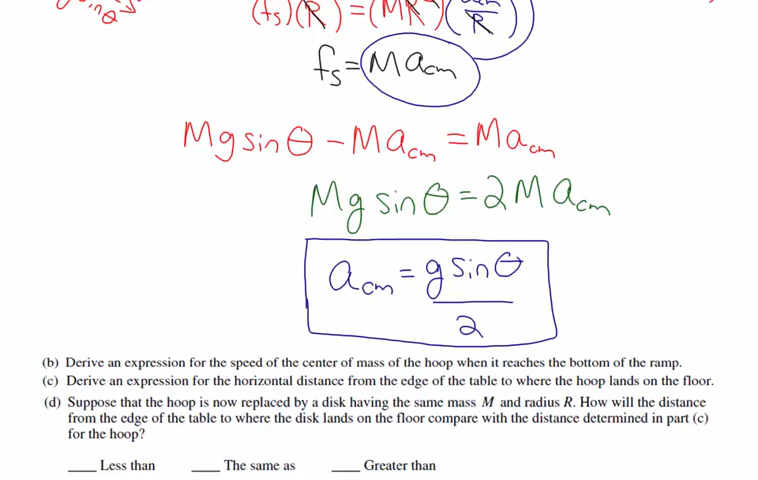 (fs)(R) = (MR
R
fs = Macm
Mg sinθ − Macm = Macm
Mg sinθ = 2Macm
acm = g sinθ
2
(b) Derive an expression for the speed of the center of mass of the hoop when it reaches the bottom of the ramp.
(c) Derive an expression for the horizontal distance from the edge of the table to where the hoop lands on the floor.
(d) Suppose that the hoop is now replaced by a disk having the same mass M and radius R. How will the distance
from the edge of the table to where the disk lands on the floor compare with the distance determined in part (c)
for the hoop?
____ Less than ____ The same as ____ Greater than